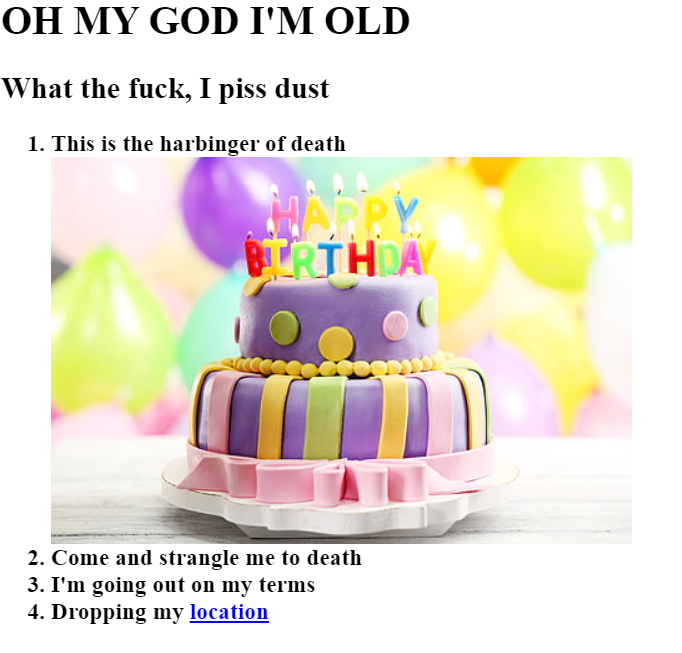 OH MY GOD I'M OLD
What the fuck, I piss dust
1. This is the harbinger of death
HAPPY
BIRTHDAY
2. Come and strangle me to death
3. I'm going out on my terms
4. Dropping my location